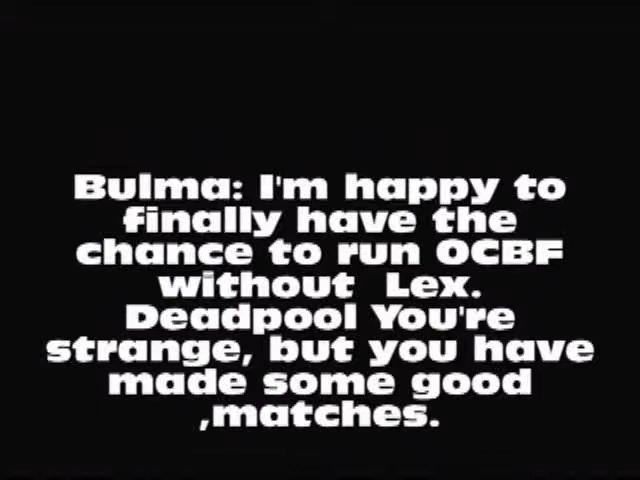 Bulma: I'm happy to
finally have the
chance to run OCBF
without  Lex.
Deadpool You're
strange, but you have
made some good
,matches.